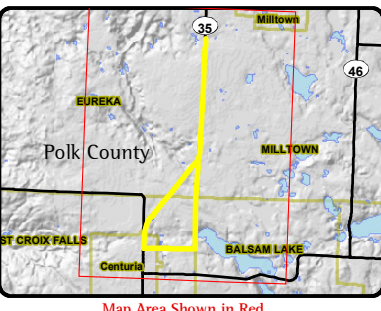 Milltown
35
46
EUREKA
Polk County
MILLTOWN
ST CROIX FALLS
BALSAM LAKE
Centuria
Map Area Shown in Red